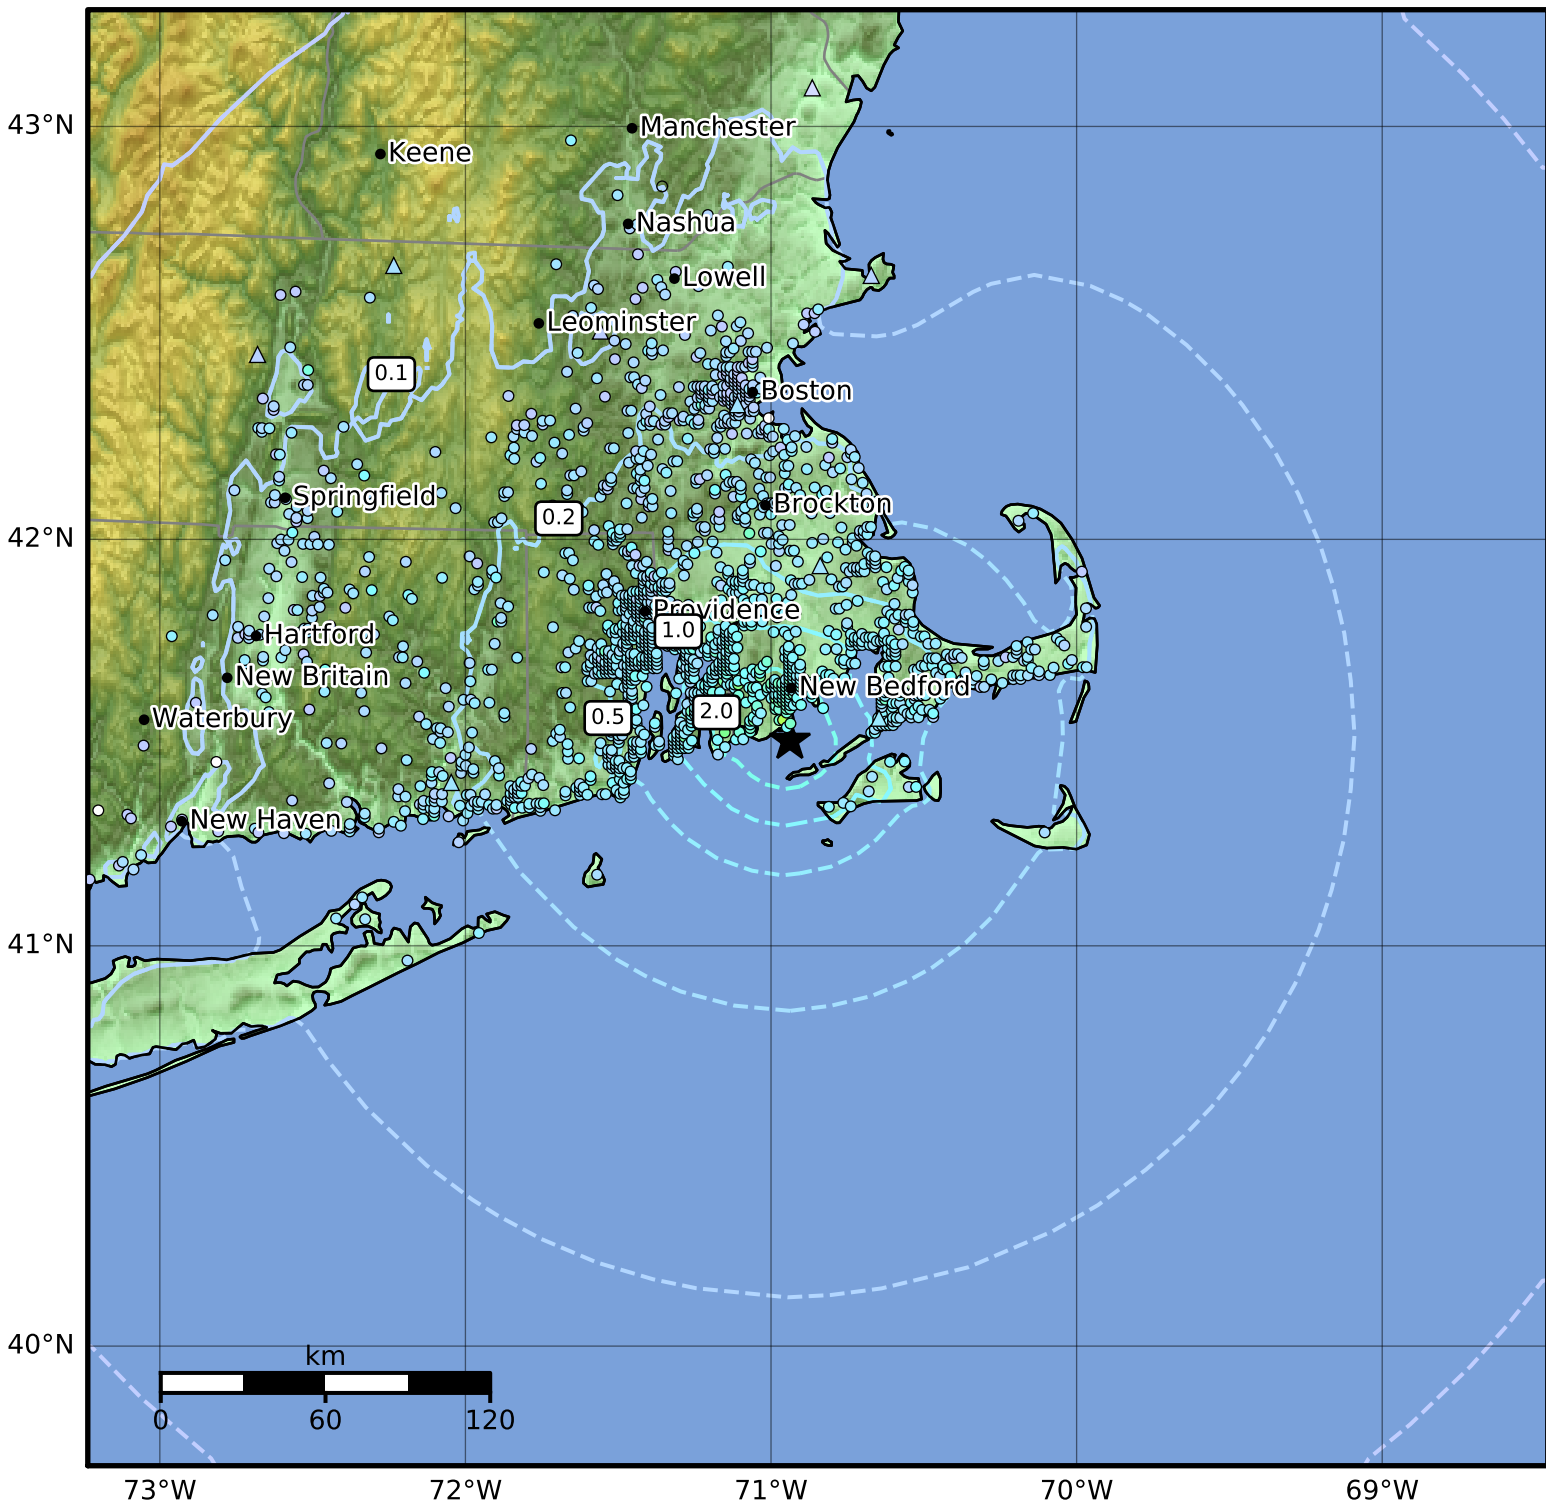 43°N
Manchester
Keene
Nashua
Lowell
Leominster
0.1
Boston
Springfield
Brockton
0.2
42°N
Providence
1.0
Hartford
New Britain
New Bedford
Waterbury
0.5
2.0
New Haven
41°N
40°N
km
0
60
120
73°W
72°W
71°W
70°W
69°W